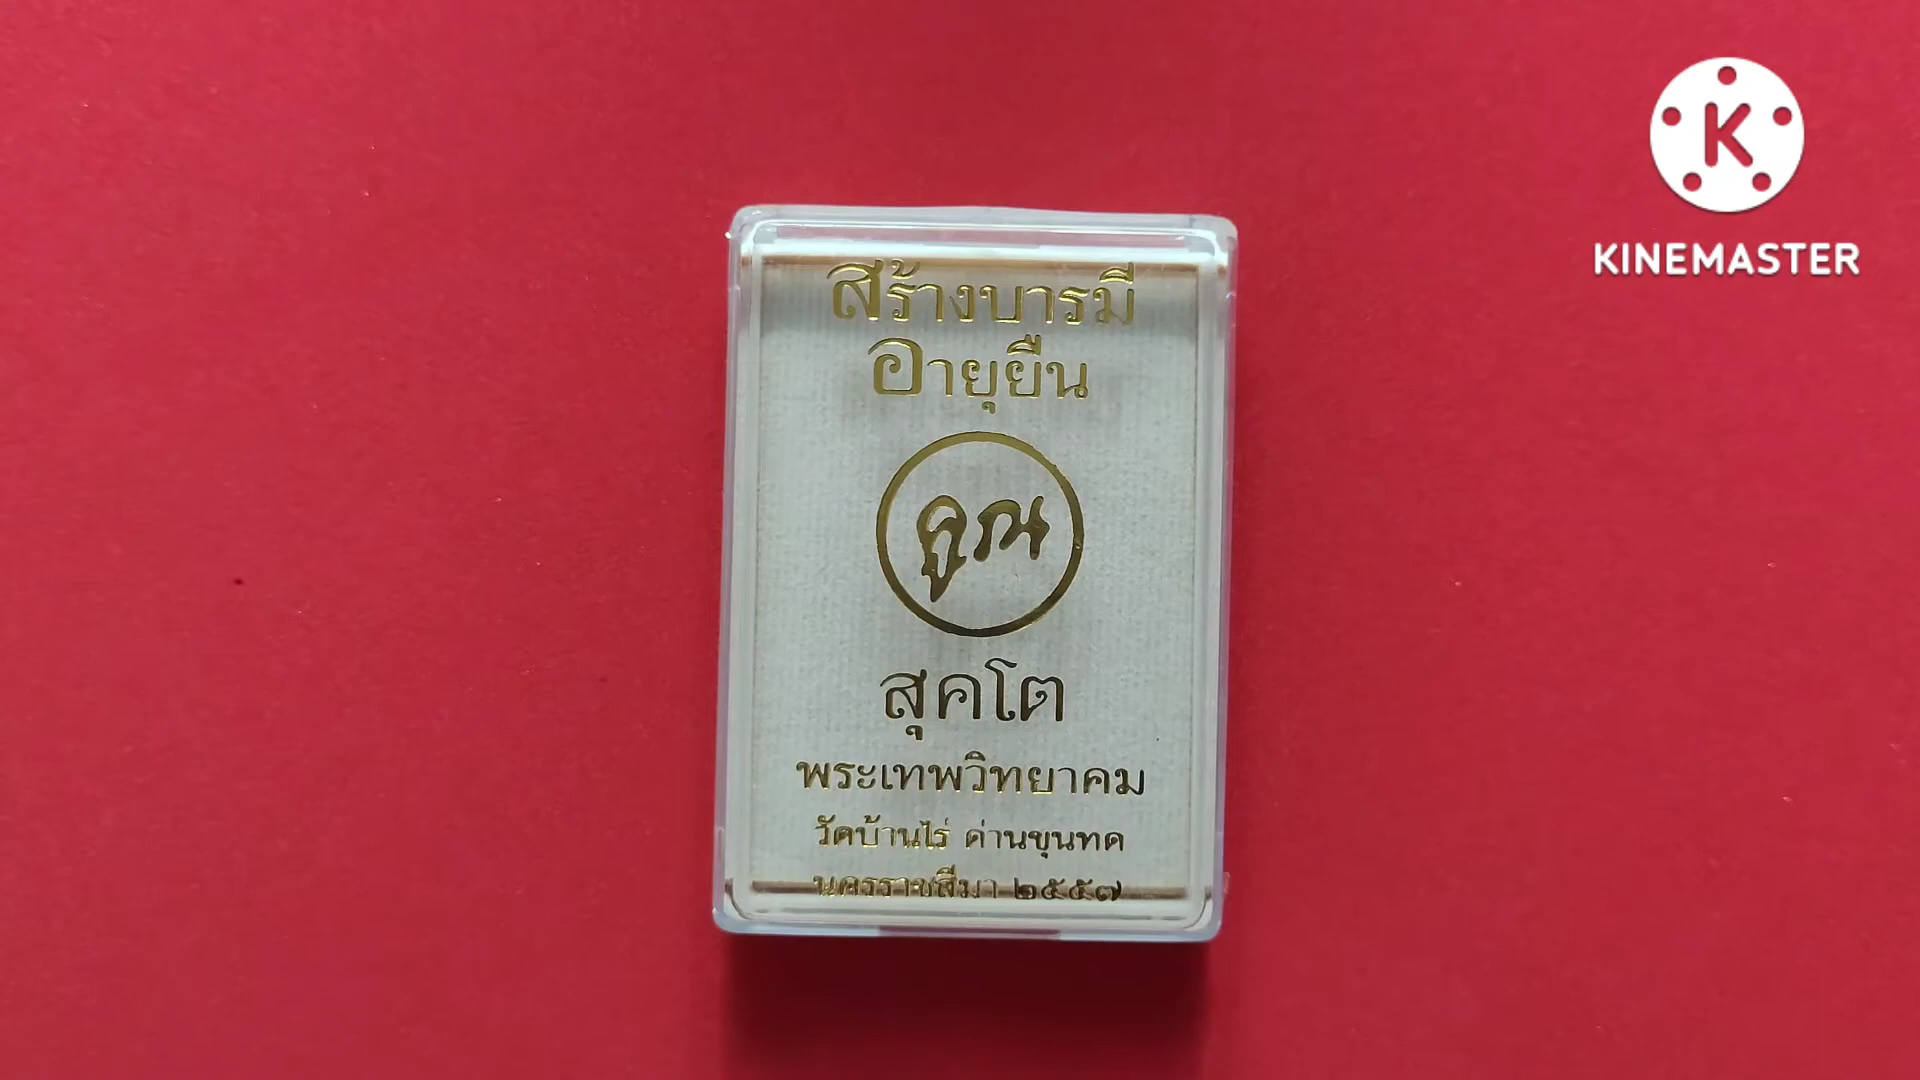 สร้างบารมี
อายุยืน
คูณ
สุคโต
พระเทพวิทยาคม
วัดบ้านไร่ ด่านขุนทด
นครราชสีมา ๒๕๕๗
K
KINEMASTER